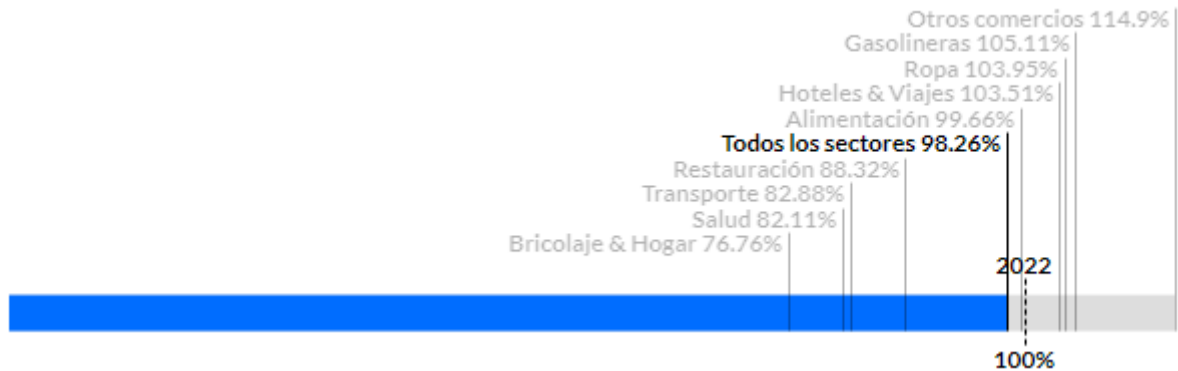 Otros comercios 114.9%
Gasolineras 105.11%
Ropa 103.95%
Hoteles & Viajes 103.51%
Alimentación 99.66%
Todos los sectores 98.26%
Restauración 88.32%
Transporte 82.88%
Salud 82.11%
Bricolaje & Hogar 76.76%
2022
100%